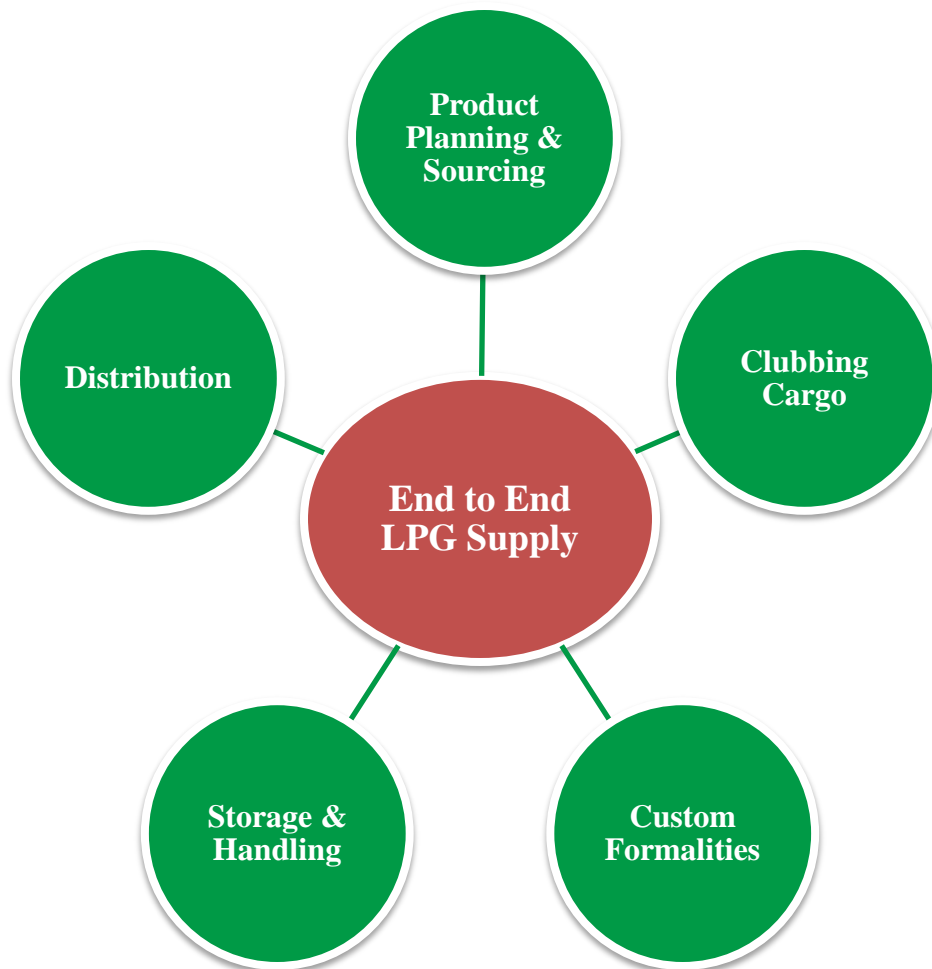 Product
Planning &
Sourcing
Distribution
Clubbing
Cargo
End to End
LPG Supply
Storage &
Handling
Custom
Formalities